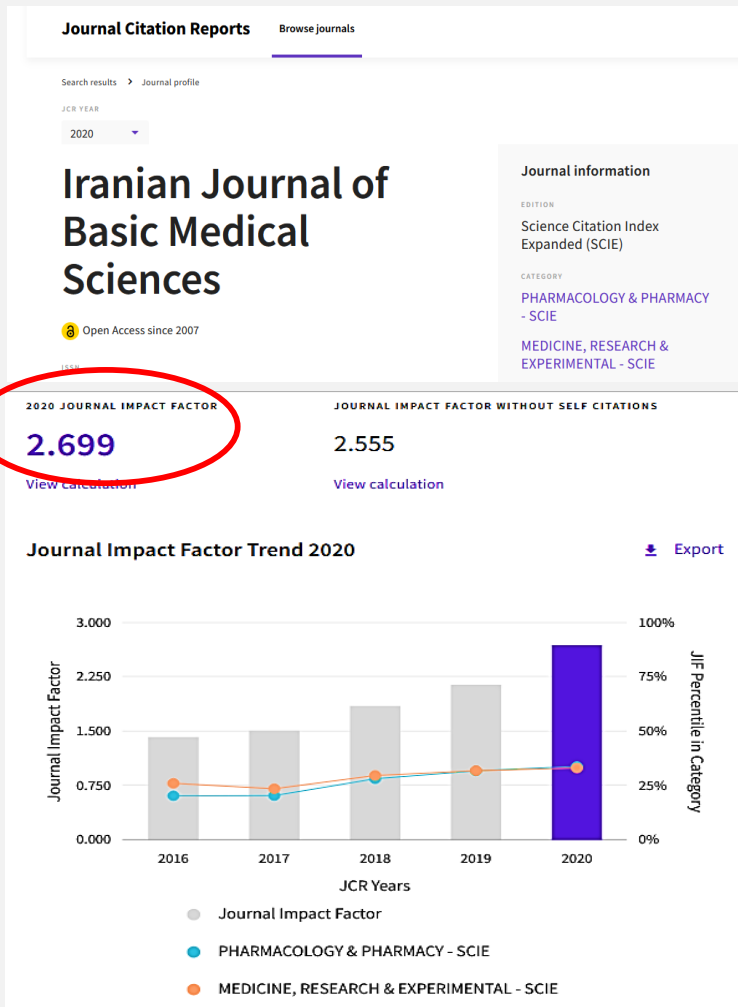 Journal Citation Reports Browse journals
Search results > Journal profile
JCR YEAR
2020
Iranian Journal of
Basic Medical
Sciences
Open Access since 2007
ISSN
Journal information
EDITION
Science Citation Index
Expanded (SCIE)
CATEGORY
PHARMACOLOGY & PHARMACY
- SCIE
MEDICINE, RESEARCH &
EXPERIMENTAL - SCIE
2020 JOURNAL IMPACT FACTOR
2.699
View calculation
JOURNAL IMPACT FACTOR WITHOUT SELF CITATIONS
2.555
View calculation
Journal Impact Factor Trend 2020
Export
Journal Impact Factor
3.000
2.250
1.500
0.750
0.000
100%
75%
50%
25%
0%
JIF Percentile in Category
2016 2017 2018 2019 2020
JCR Years
Journal Impact Factor
PHARMACOLOGY & PHARMACY - SCIE
MEDICINE, RESEARCH & EXPERIMENTAL - SCIE